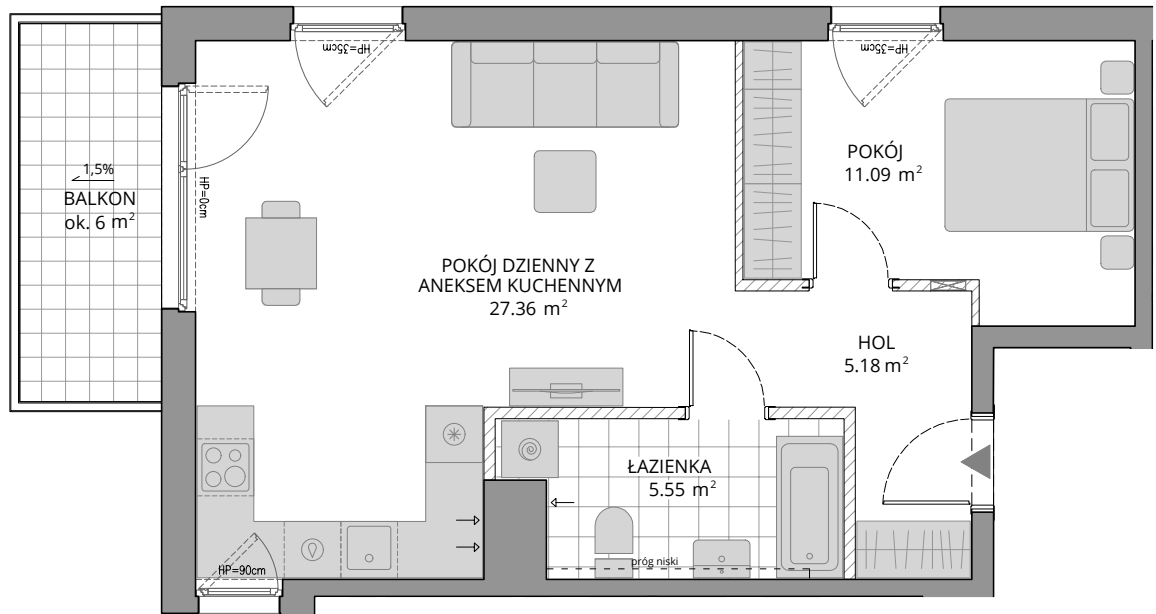 HP=35cm
HP=35cm
1,5%
BALKON
ok. 6 m²
HP=0cm
POKÓJ
11.09 m²
POKÓJ DZIENNY Z
ANEKSEM KUCHENNYM
27.36 m²
HOL
5.18 m²
ŁAZIENKA
5.55 m²
próg niski
HP=90cm